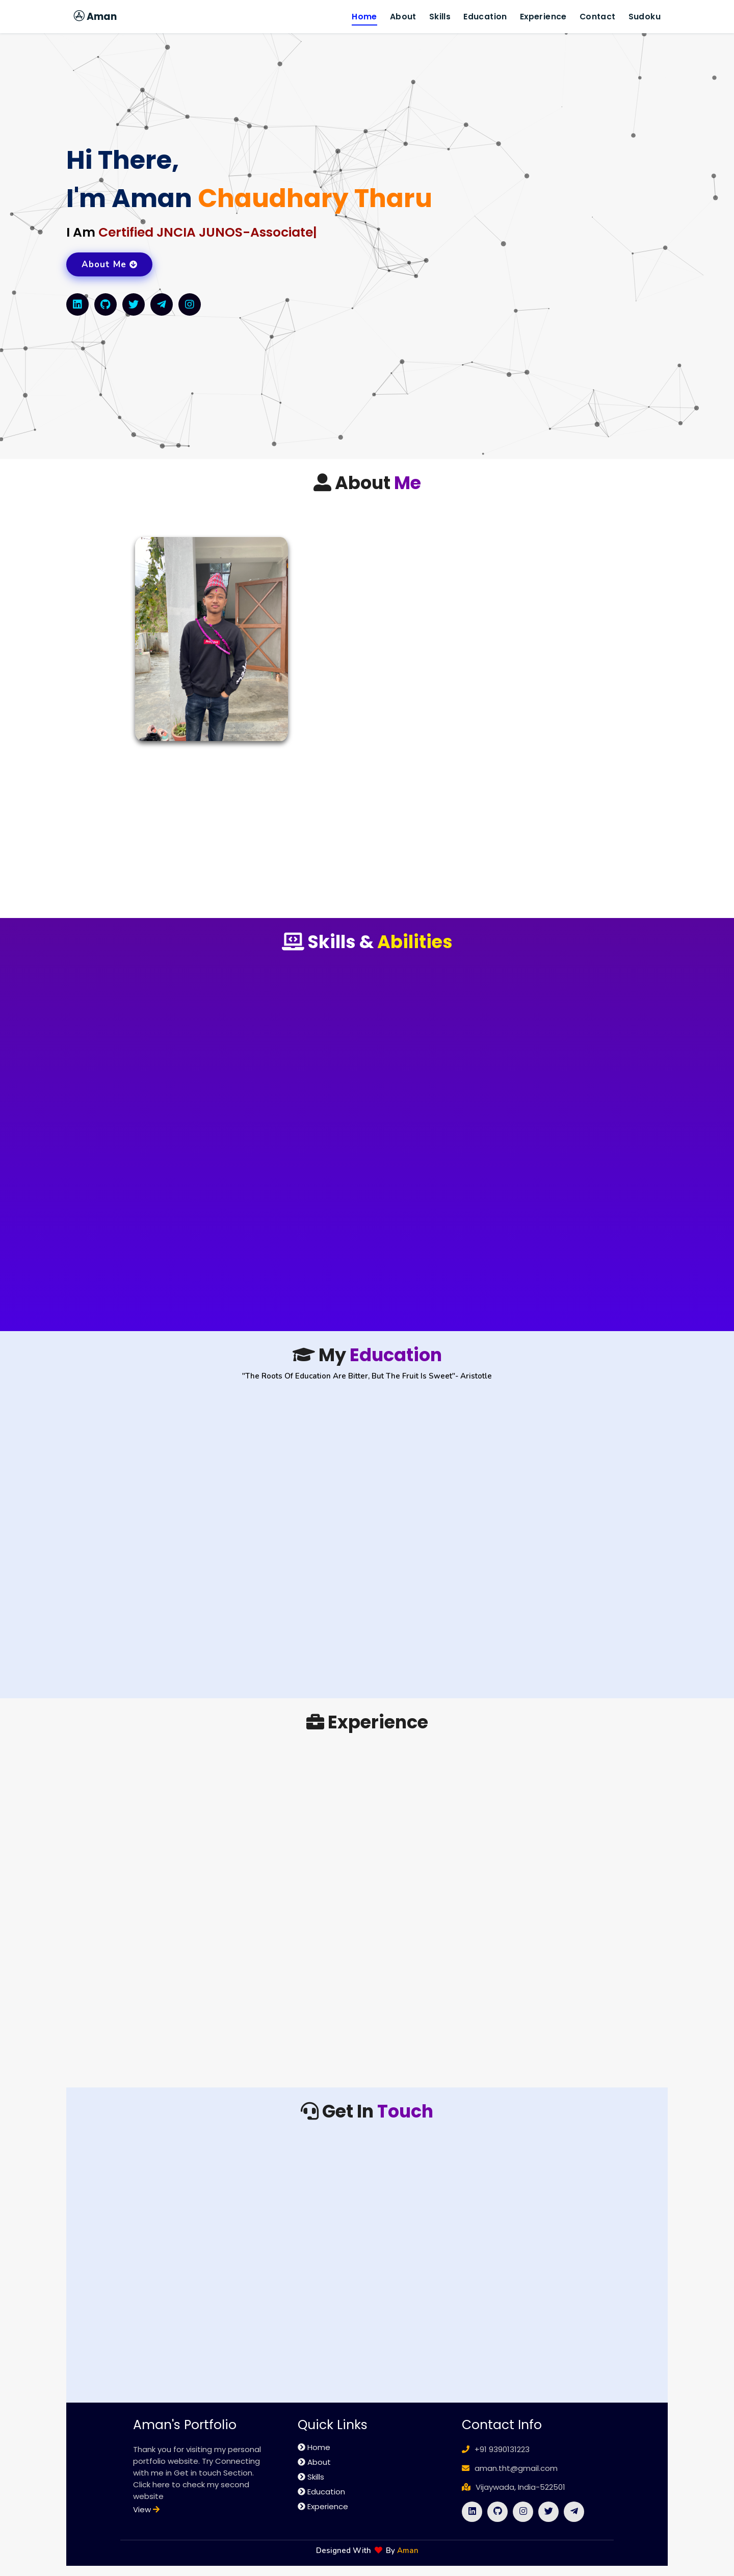 Aman
Home About Skills Education Experience Contact Sudoku
Hi There,
I'm Aman Chaudhary Tharu
I Am Certified JNCIA JUNOS-Associate|
About Me
About Me
Skills & Abilities
My Education
"The Roots Of Education Are Bitter, But The Fruit Is Sweet"- Aristotle
Experience
Get In Touch
Aman's Portfolio
Thank you for visiting my personal
portfolio website. Try Connecting
with me in Get in touch Section.
Click here to check my second
website
View
Quick Links
Home
About
Skills
Education
Experience
Contact Info
+91 9390131223
aman.tht@gmail.com
Vijaywada, India-522501
Designed With By Aman